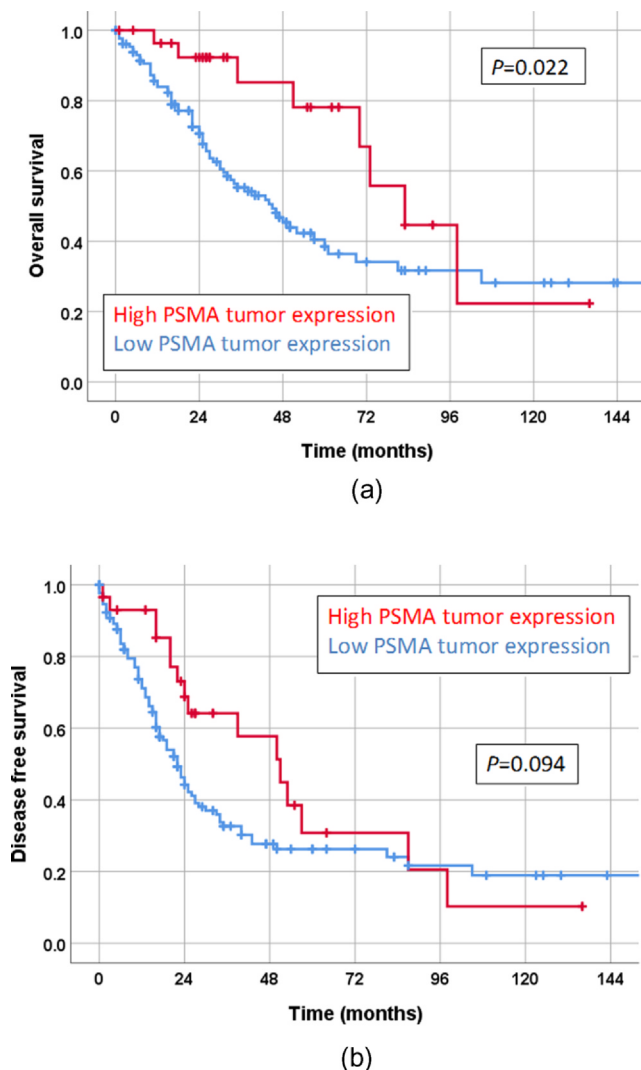 1.0
0.8
0.6
0.4
0.2
0.0
Overall survival
P=0.022
High PSMA tumor expression
Low PSMA tumor expression
0 24 48 72 96 120 144
Time (months)
(a)
1.0
0.8
0.6
0.4
0.2
0.0
Disease free survival
High PSMA tumor expression
Low PSMA tumor expression
P=0.094
0 24 48 72 96 120 144
Time (months)
(b)